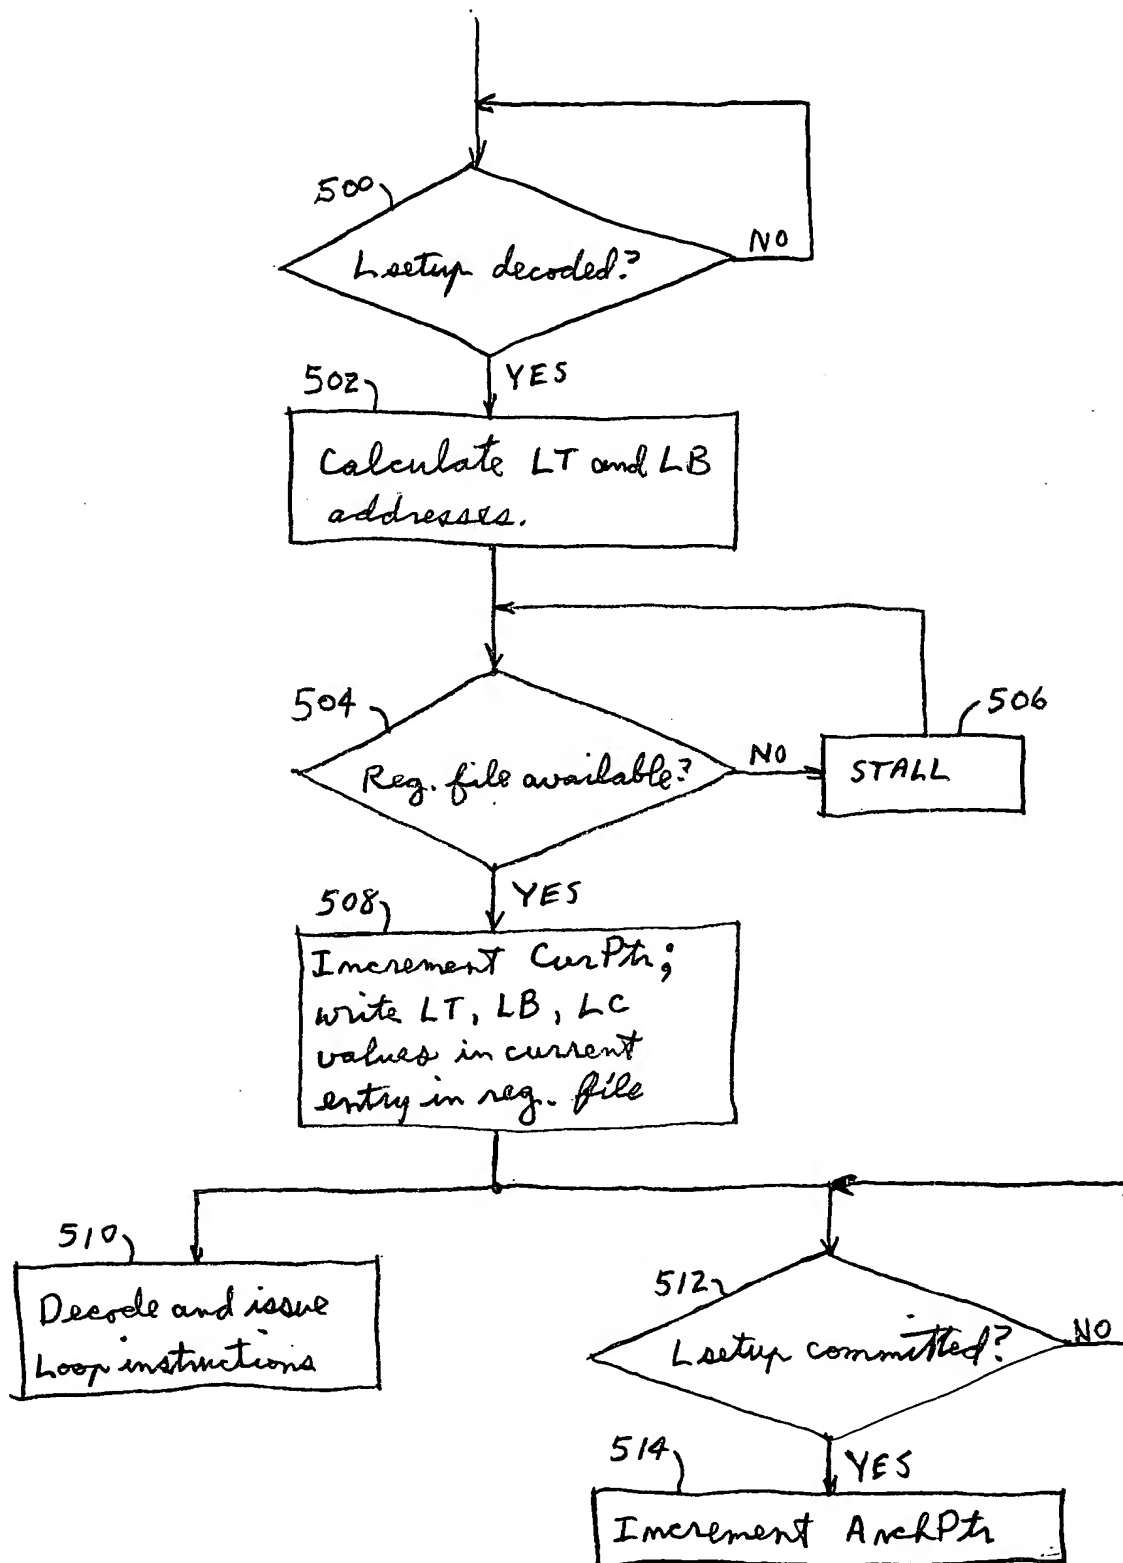 500
NO
Lsetup decoded?
YES
502
Calculate LT and LB
addresses.
504
506
NO
STALL
Reg. file available?
YES
508
Increment CurPtr;
write LT, LB, LC
values in current
entry in reg. file
510
Decode and issue
Loop instructions
512
NO
Lsetup committed?
YES
514
Increment ArchPtr